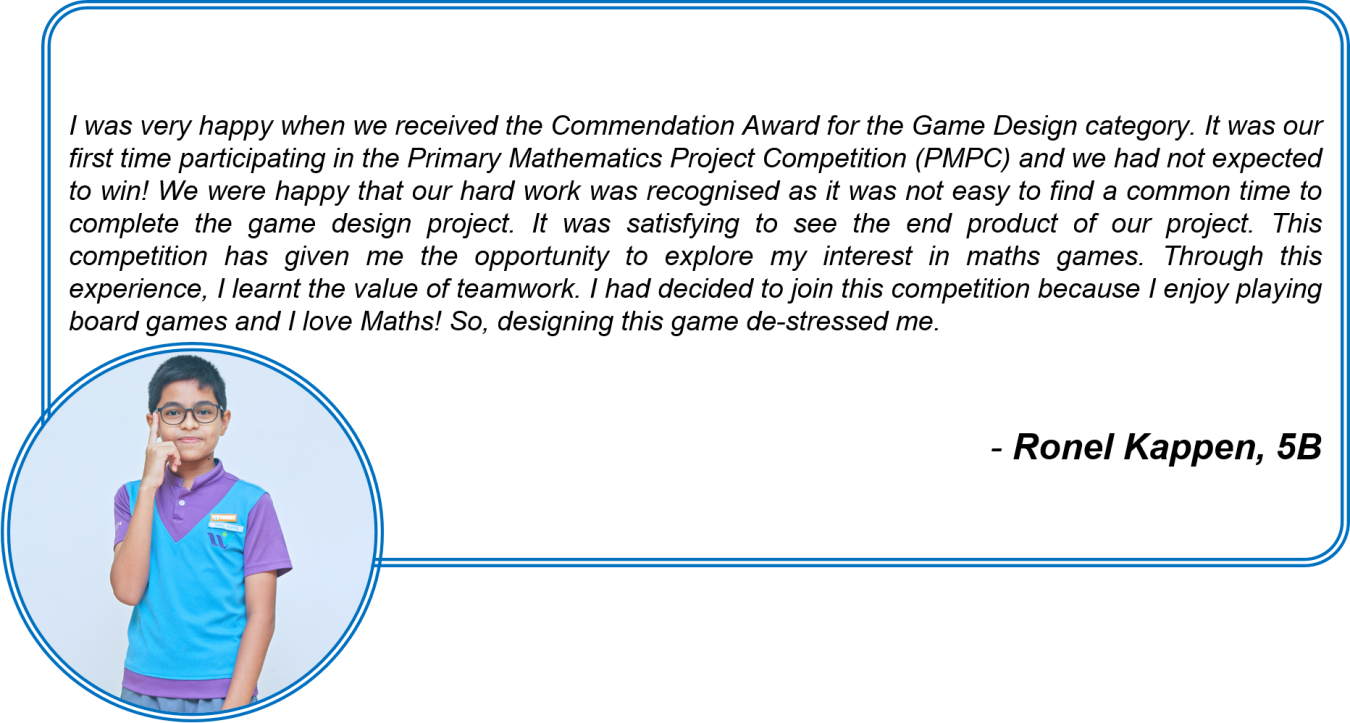 I was very happy when we received the Commendation Award for the Game Design category. It was our
first time participating in the Primary Mathematics Project Competition (PMPC) and we had not expected
to win! We were happy that our hard work was recognised as it was not easy to find a common time to
complete the game design project. It was satisfying to see the end product of our project. This
competition has given me the opportunity to explore my interest in maths games. Through this
experience, I learnt the value of teamwork. I had decided to join this competition because I enjoy playing
board games and I love Maths! So, designing this game de-stressed me.
- Ronel Kappen, 5B